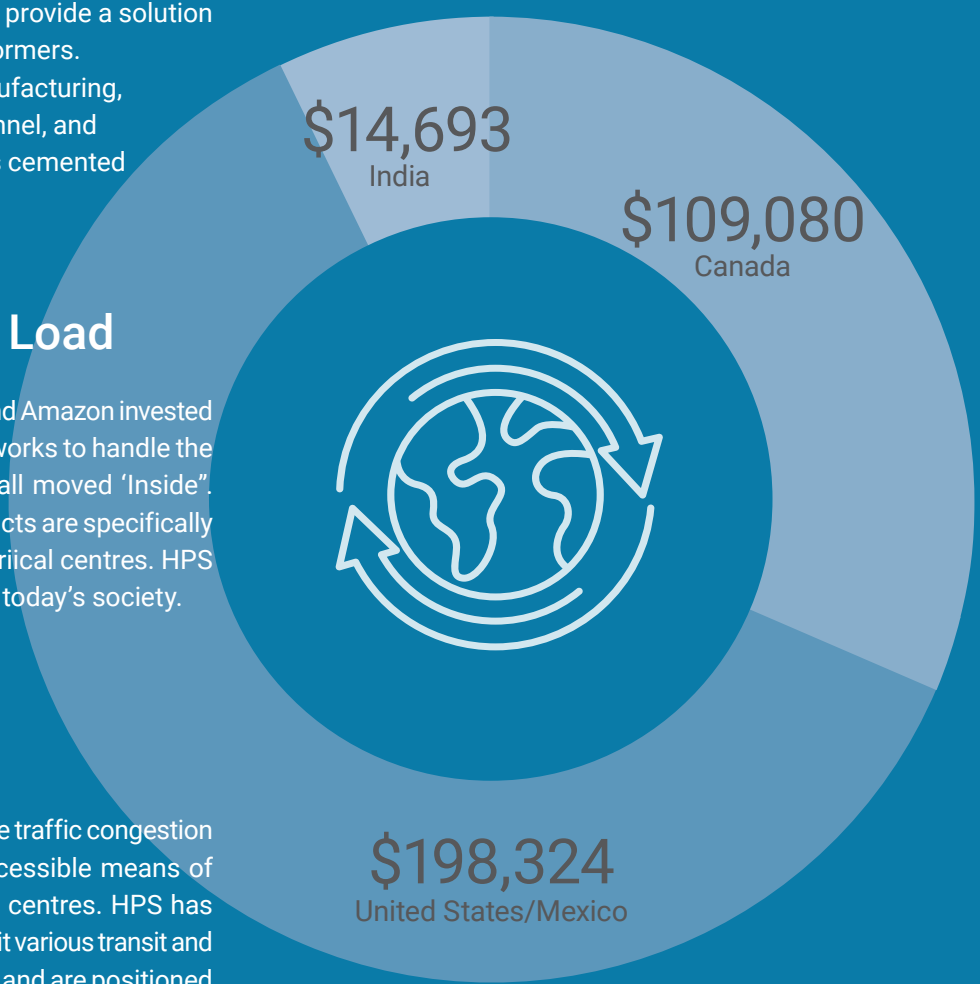 provide a solution
ormers.
ufacturing,
nnel, and
cemented
Load
nd Amazon invested
works to handle the
all moved ‘Inside”.
cts are specifically
riical centres. HPS
today’s society.
e traffic congestion
cessible means of
centres. HPS has
it various transit and
and are positioned
$14,693
India
$109,080
Canada
$198,324
United States/Mexico